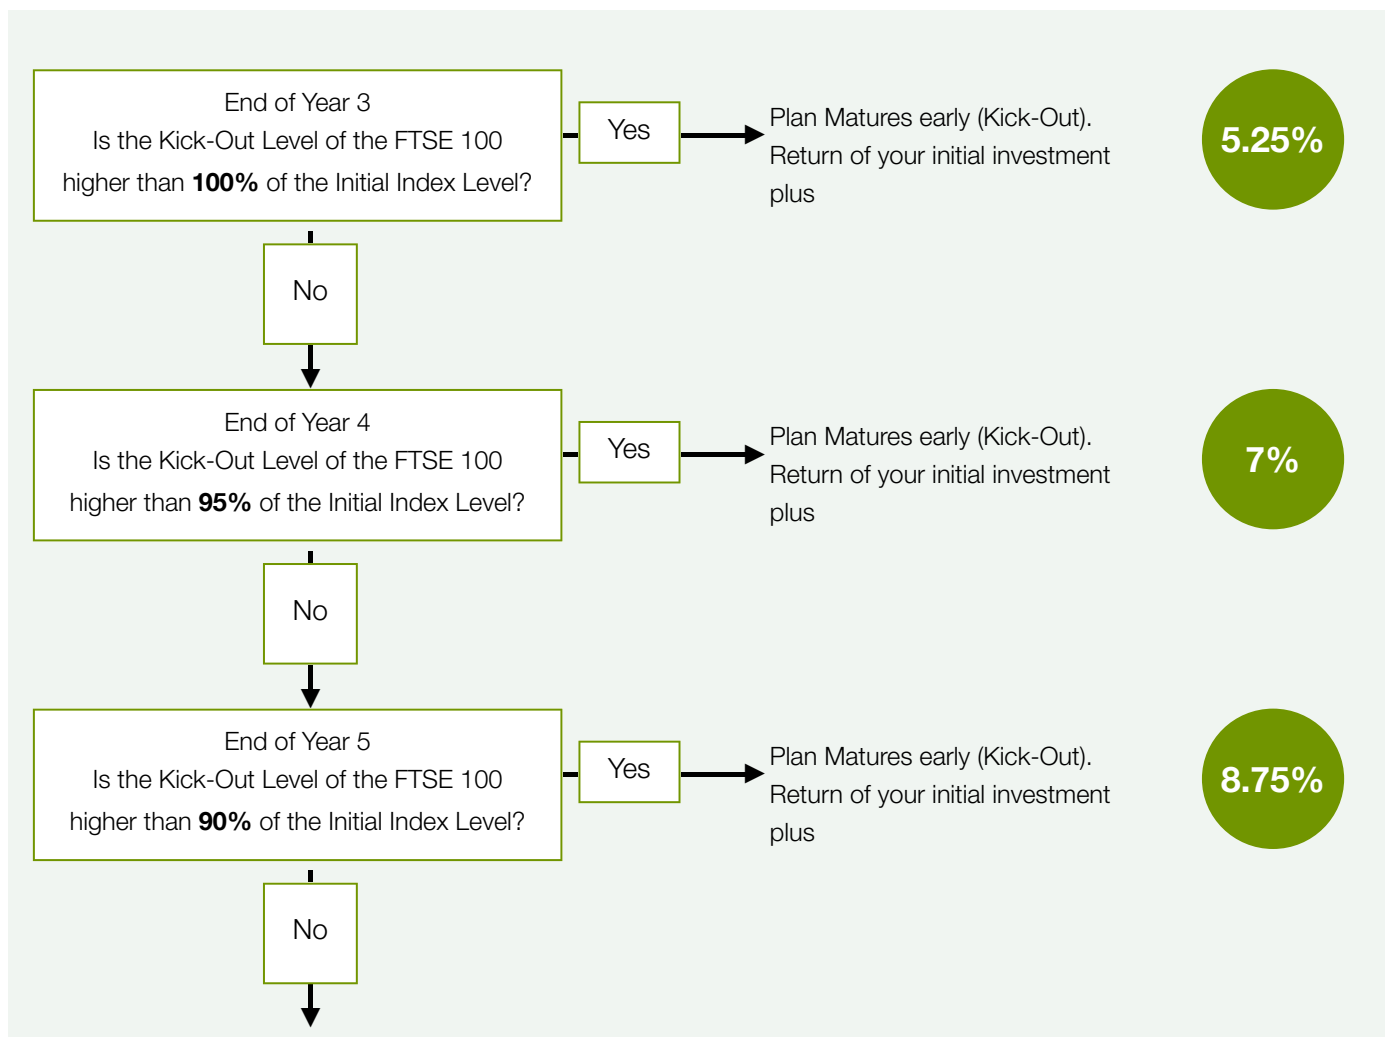 End of Year 3
Is the Kick-Out Level of the FTSE 100
higher than 100% of the Initial Index Level?
Yes
Plan Matures early (Kick-Out).
Return of your initial investment
plus
5.25%
No
End of Year 4
Is the Kick-Out Level of the FTSE 100
higher than 95% of the Initial Index Level?
Yes
Plan Matures early (Kick-Out).
Return of your initial investment
plus
7%
No
End of Year 5
Is the Kick-Out Level of the FTSE 100
higher than 90% of the Initial Index Level?
Yes
Plan Matures early (Kick-Out).
Return of your initial investment
plus
8.75%
No